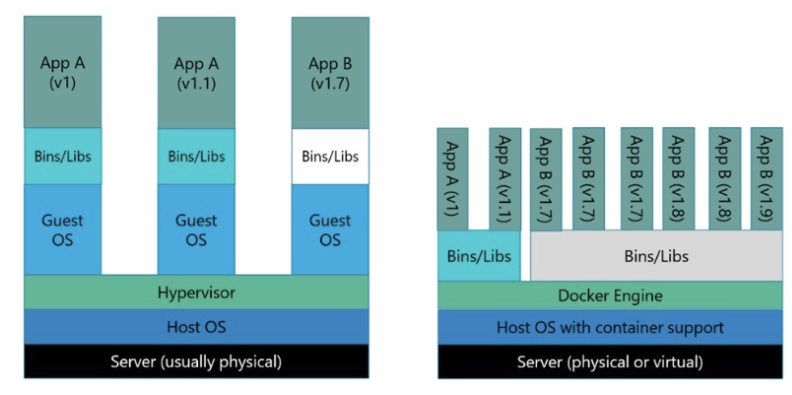 App A
(v1)
App A
(v1.1)
App B
(v1.7)
Bins/Libs
Bins/Libs
Bins/Libs
Guest
OS
Guest
OS
Guest
OS
Hypervisor
Host OS
Server (usually physical)
App A (v1)
App A (v1.1)
App B (v1.7)
App B (v1.7)
App B (v1.7)
App B (v1.8)
App B (v1.8)
App B (v1.9)
Bins/Libs
Bins/Libs
Docker Engine
Host OS with container support
Server (physical or virtual)